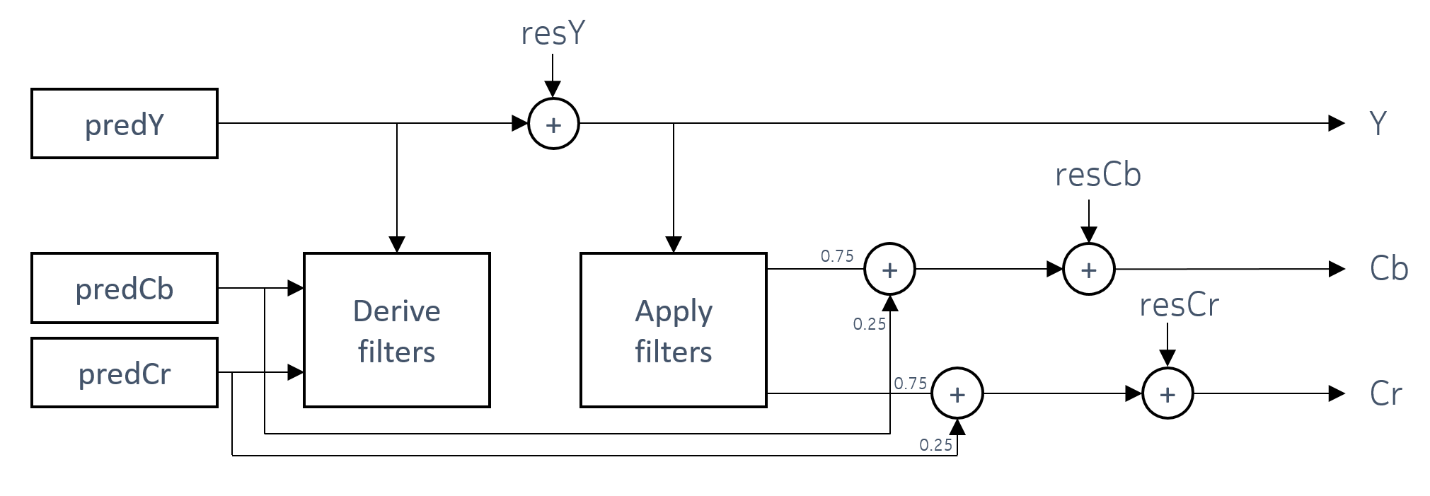 resY
predY
+
Y
resCb
predCb
Derive
filters
Apply
filters
0.75
+
+
Cb
0.25
resCr
predCr
0.75
+
+
Cr
0.25